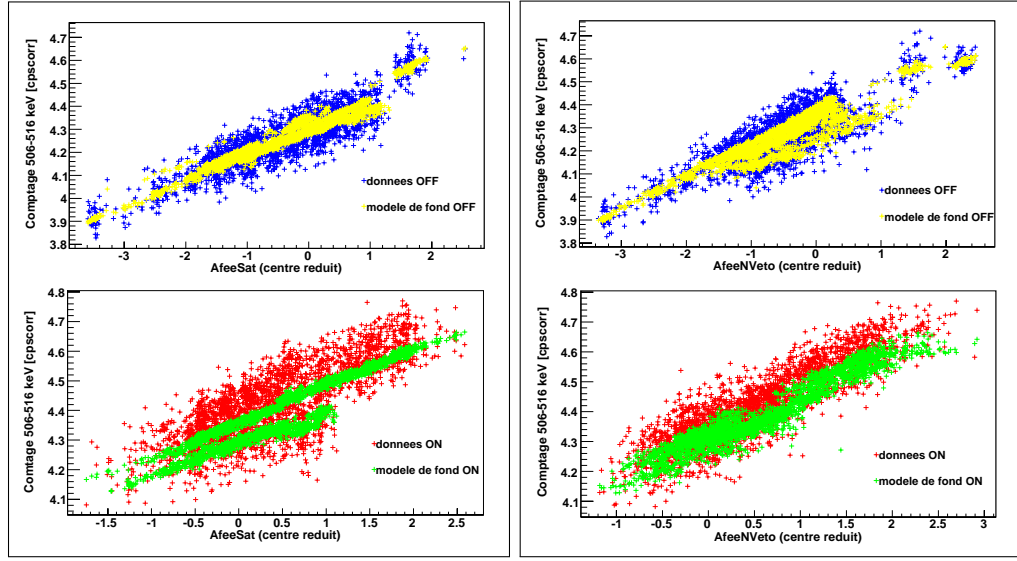 Comptage 506-516 keV [cpscorr]
4.7
4.6
4.5
4.4
4.3
4.2
4.1
4
3.9
3.8
donnees OFF
modele de fond OFF
-3 -2 -1 0 1 2
AfeeSat (centre reduit)
Comtage 506-516 keV [cpscorr]
4.8
4.7
4.6
4.5
4.4
4.3
4.2
4.1
donnees ON
modele de fond ON
-1.5 -1 -0.5 0 0.5 1 1.5 2 2.5
AfeeSat (centre reduit)
Comptage 506-516 keV [cpscorr]
4.7
4.6
4.5
4.4
4.3
4.2
4.1
4
3.9
3.8
donnees OFF
modele de fond OFF
-3 -2 -1 0 1 2
AfeeNVeto (centre reduit)
Comptage 506-516 keV [cpscorr]
4.8
4.7
4.6
4.5
4.4
4.3
4.2
4.1
donnees ON
modele de fond ON
-1 -0.5 0 0.5 1 1.5 2 2.5 3
AfeeNVeto (centre reduit)